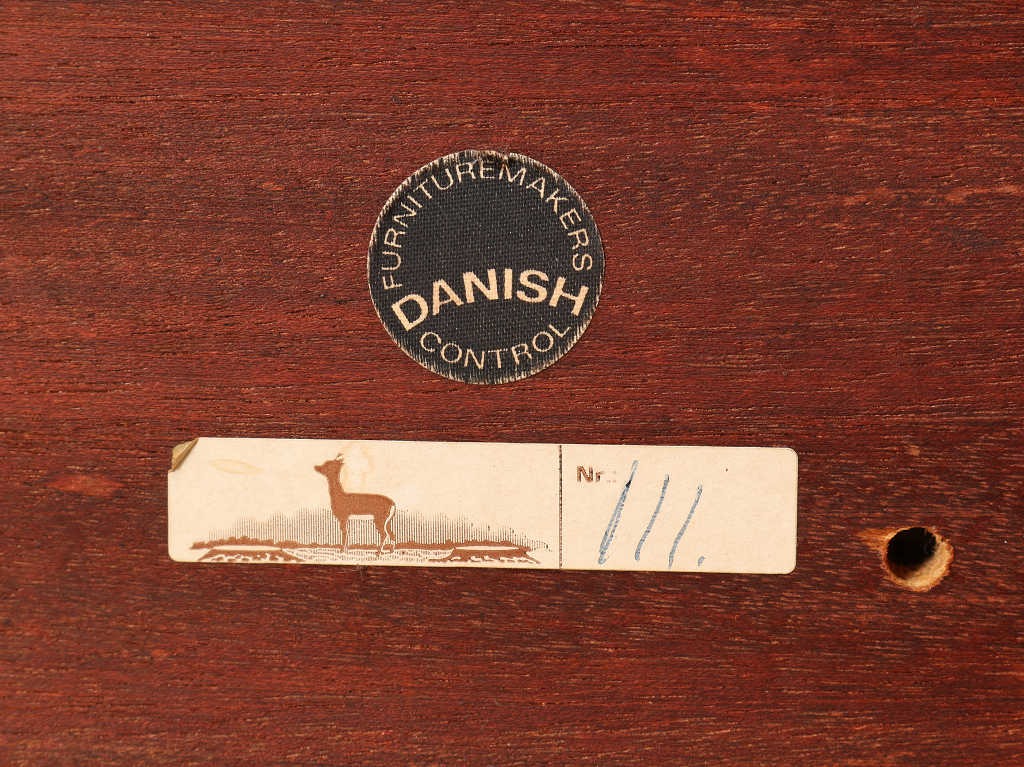 FURNITUREMAKERS
DANISH
CONTROL
Nr.: 111.